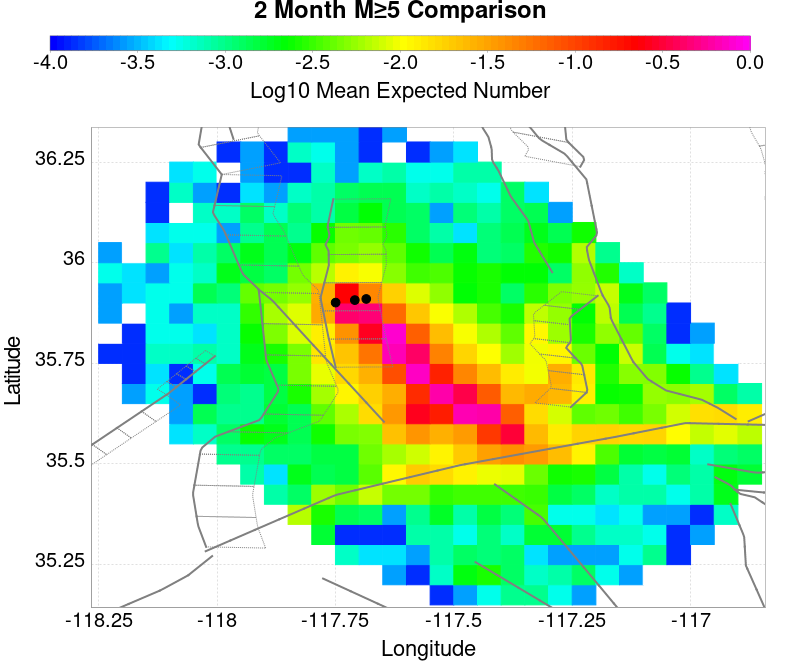 2 Month M≥5 Comparison
-4.0 -3.5 -3.0 -2.5 -2.0 -1.5 -1.0 -0.5 0.0
Log10 Mean Expected Number
36.25
36
35.75
35.5
35.25
Latitude
-118.25 -118 -117.75 -117.5 -117.25 -117
Longitude